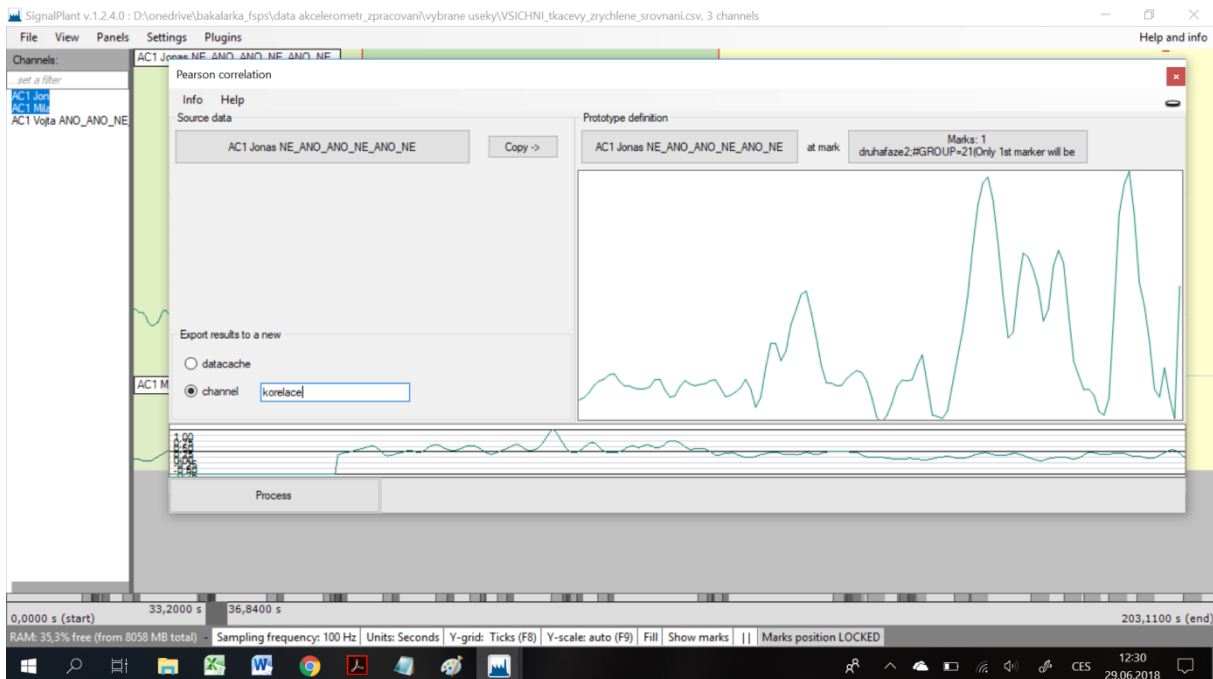 SignalPlant v.1.2.4.0 : D:\onedrive\bakalarka_fsps\data akcelerometr_zpracovani\vybrane useky\VSICHNI_tkacevy_zrychlene_srovnani.csv, 3 channels
File View Panels Settings Plugins Help and info
Channels:
AC1 Jonas NE_ANO_ANO_NE_ANO_NE
...set a filter
AC1 Jon
AC1 Mila
AC1 Vojta ANO_ANO_NE_
Pearson correlation
Info Help
Source data
AC1 Jonas NE_ANO_ANO_NE_ANO_NE
Copy ->
Prototype definition
AC1 Jonas NE_ANO_ANO_NE_ANO_NE
at mark
Marks: 1
druhafaze2;#GROUP=21(Only 1st marker will be
Export results to a new
datacache
channel korelace
AC1 M
1.00
Process
33,2000 s 36,8400 s
0,0000 s (start) 203,1100 s (end)
RAM: 35,3% free (from 8058 MB total) - Sampling frequency: 100 Hz Units: Seconds Y-grid: Ticks (F8) Y-scale: auto (F9) Fill Show marks || Marks position LOCKED
CES
12:30
29.06.2018